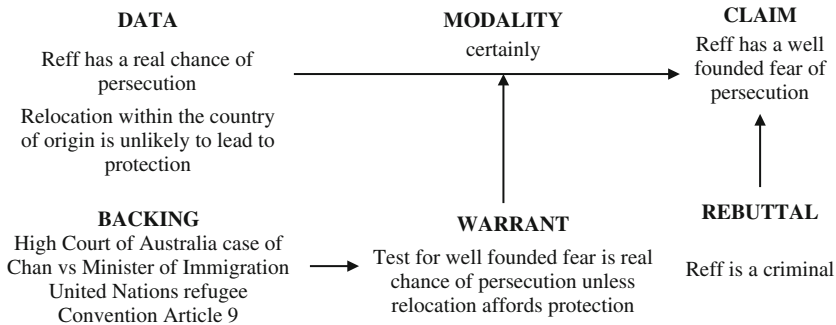 DATA
Reff has a real chance of
persecution
Relocation within the country
of origin is unlikely to lead to
protection
MODALITY
certainly
CLAIM
Reff has a well
founded fear of
persecution
BACKING
High Court of Australia case of
Chan vs Minister of Immigration
United Nations refugee
Convention Article 9
WARRANT
Test for well founded fear is real
chance of persecution unless
relocation affords protection
REBUTTAL
Reff is a criminal